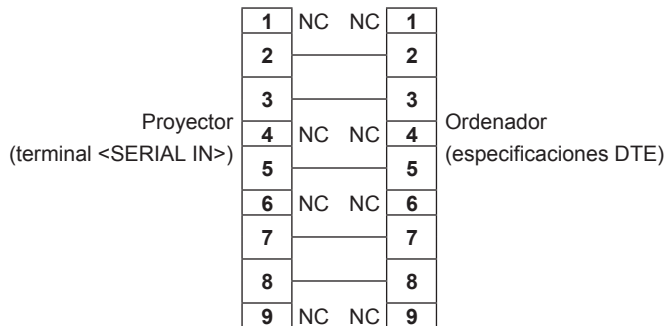 1 NC NC 1
2 2
3 3
Proyector
(terminal <SERIAL IN>)
4 NC NC 4
Ordenador
(especificaciones DTE)
5 5
6 NC NC 6
7 7
8 8
9 NC NC 9